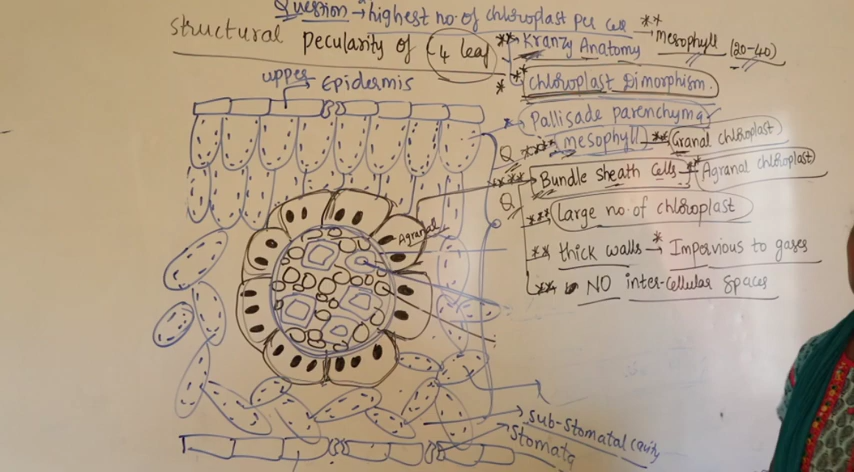 Question → highest no. of chloroplast per cell → ** Mesophyll (20-40)
structural pecularity of C4 leaf
** Kranzy Anatomy
** Chloroplast Dimorphism.
upper Epidermis
* Pallisade parenchyma
Q *** (mesophyll) ** Granal chloroplast
**** Bundle sheath cells ** Agranal chloroplast
Q
*** Large no. of chloroplast
Agranal
** thick walls → * Impervious to gases
** NO inter-cellular spaces
sub-stomatal cavity
Stomata